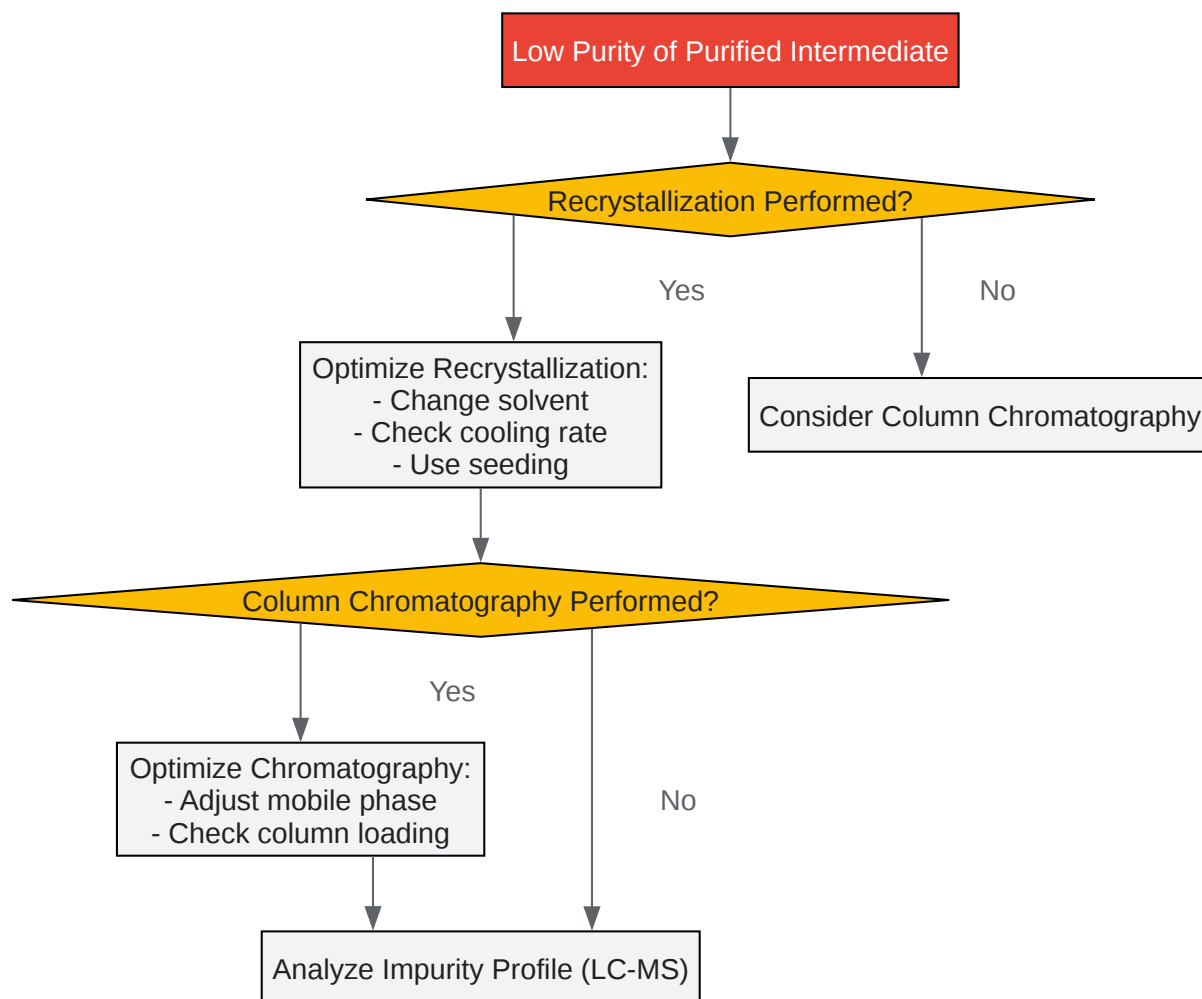 Low Purity of Purified Intermediate
Recrystallization Performed?
Yes
No
Optimize Recrystallization:
- Change solvent
- Check cooling rate
- Use seeding
Consider Column Chromatography
Column Chromatography Performed?
Yes
No
Optimize Chromatography:
- Adjust mobile phase
- Check column loading
Analyze Impurity Profile (LC-MS)